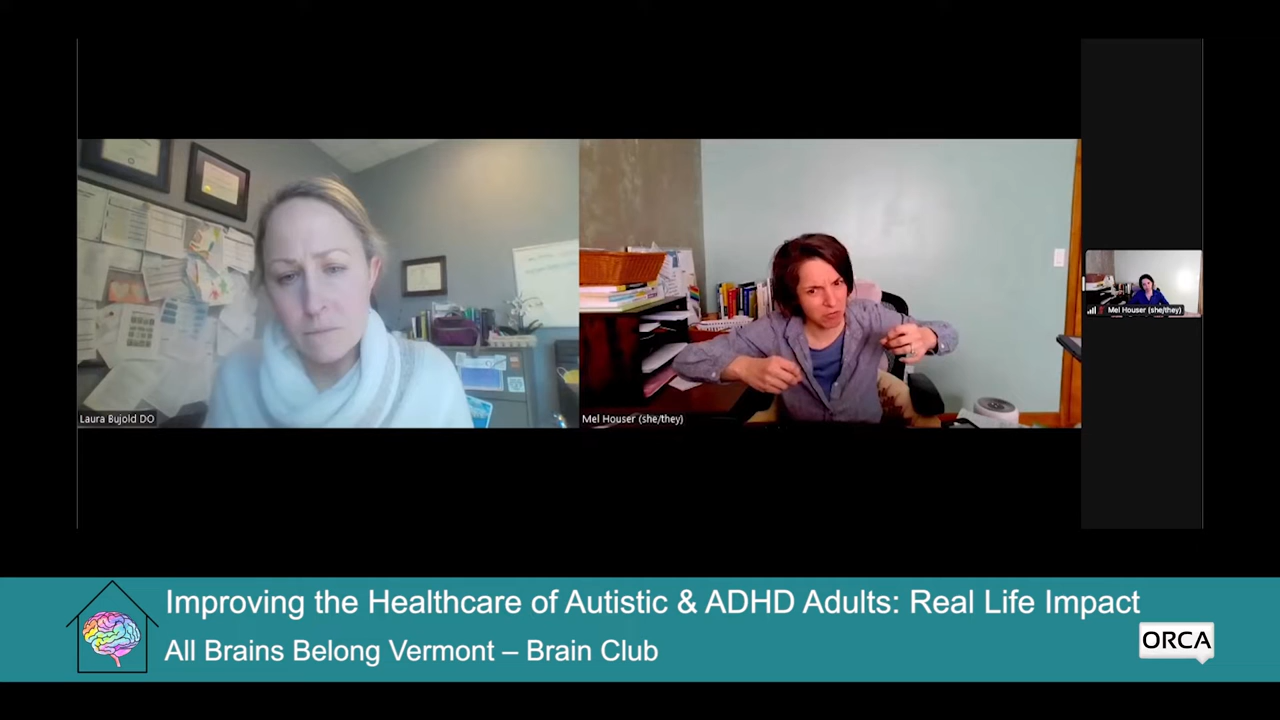 Laura Bujold DO
Mel Houser (she/they)
Mel Houser (she/they)
Improving the Healthcare of Autistic & ADHD Adults: Real Life Impact
All Brains Belong Vermont – Brain Club
ORCA